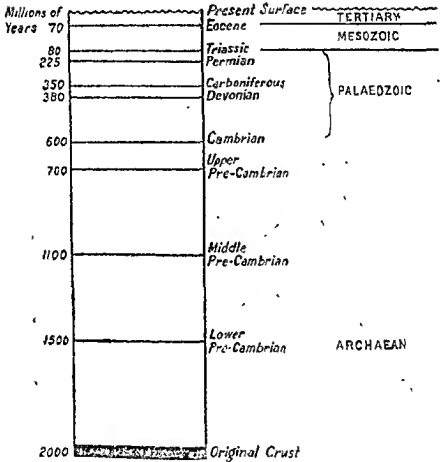 Millions of Years
Present Surface
TERTIARY
70 Eocene
MESOZOIC
80 Triassic
225 Permian
350 Carboniferous
380 Devonian
PALAEOZOIC
600 Cambrian
700 Upper Pre-Cambrian
1100 Middle Pre-Cambrian
1500 Lower Pre-Cambrian
ARCHAEAN
2000 Original Crust